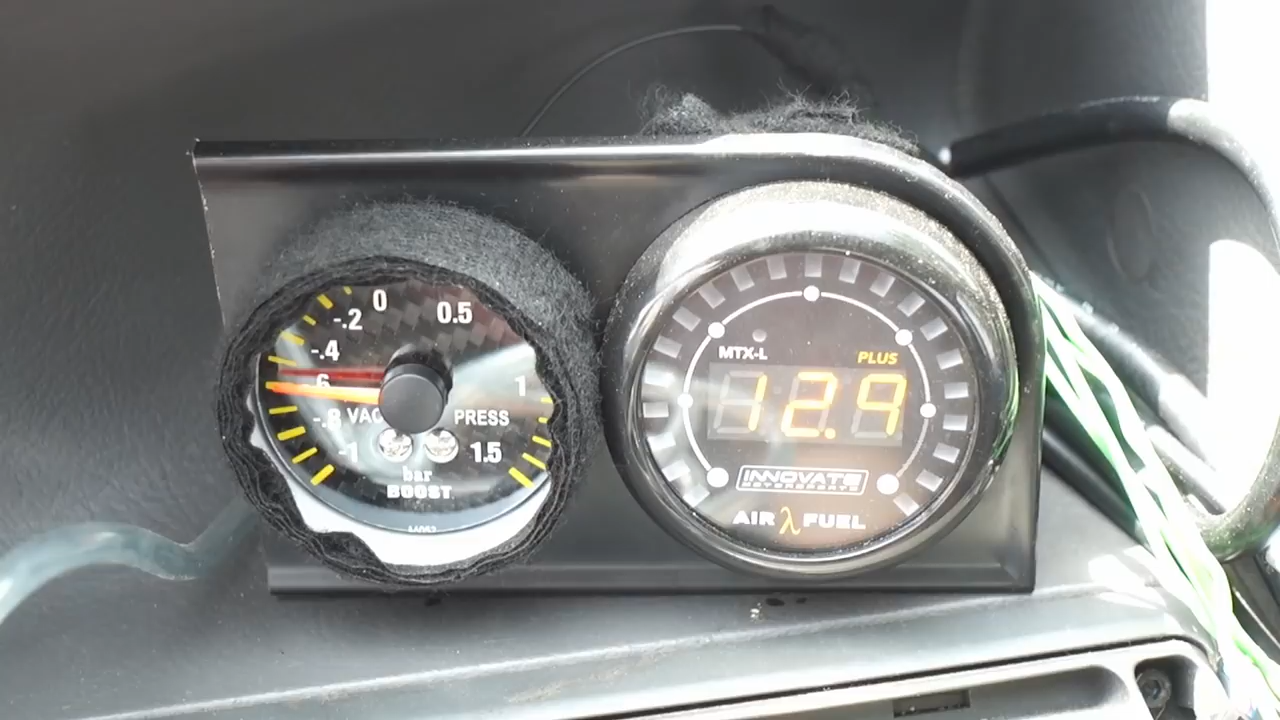 0
0.5
-.2
-.4
-.6
-.8
-1
VAC
PRESS
1
1.5
bar
BOOST
MTX-L
PLUS
12.9
INNOVATE
MOTORSPORTS
AIR λ FUEL